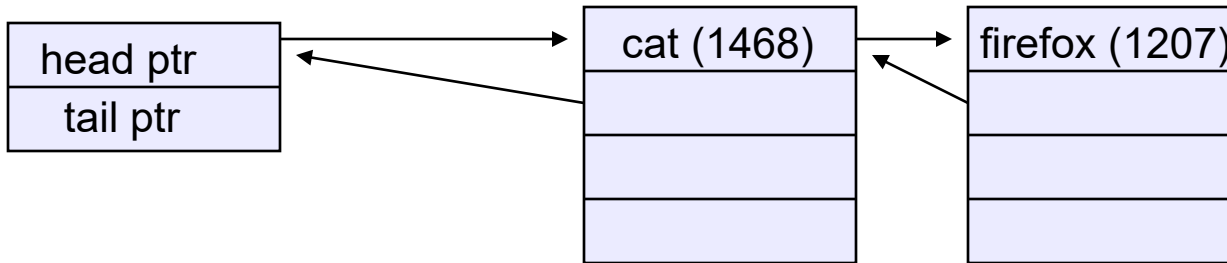 head ptr
tail ptr
cat (1468)
firefox (1207)